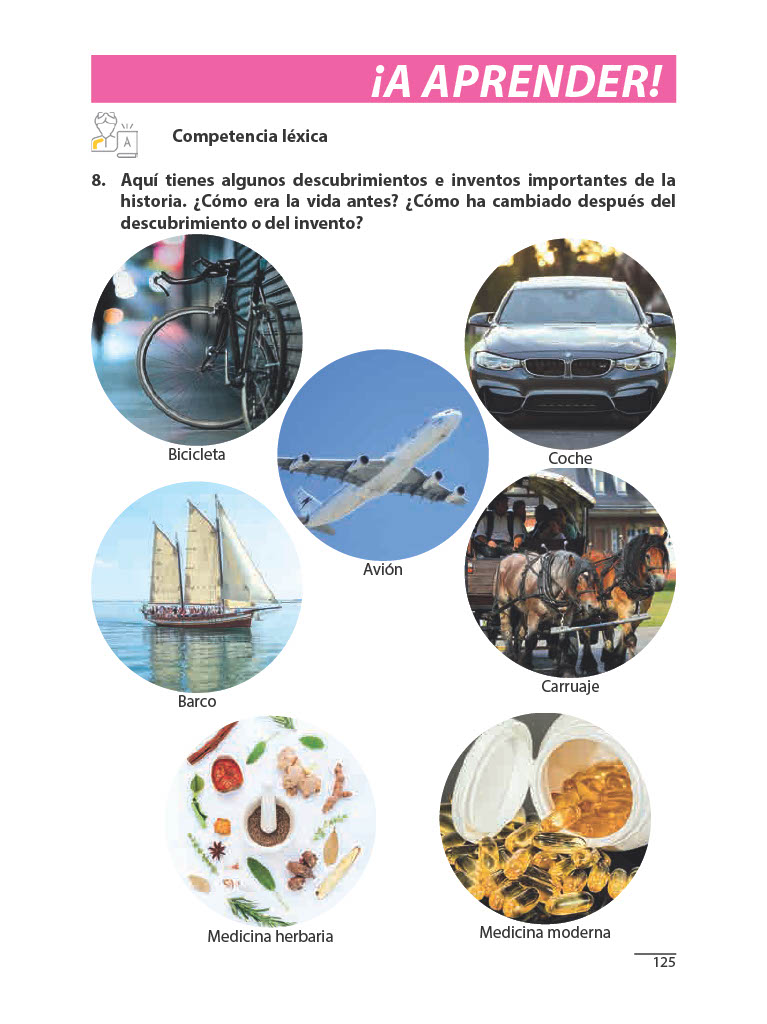 ¡A APRENDER!
A
Competencia léxica
8. Aquí tienes algunos descubrimientos e inventos importantes de la
historia. ¿Cómo era la vida antes? ¿Cómo ha cambiado después del
descubrimiento o del invento?
Bicicleta
Coche
Avión
Carruaje
Barco
Medicina herbaria
Medicina moderna
125